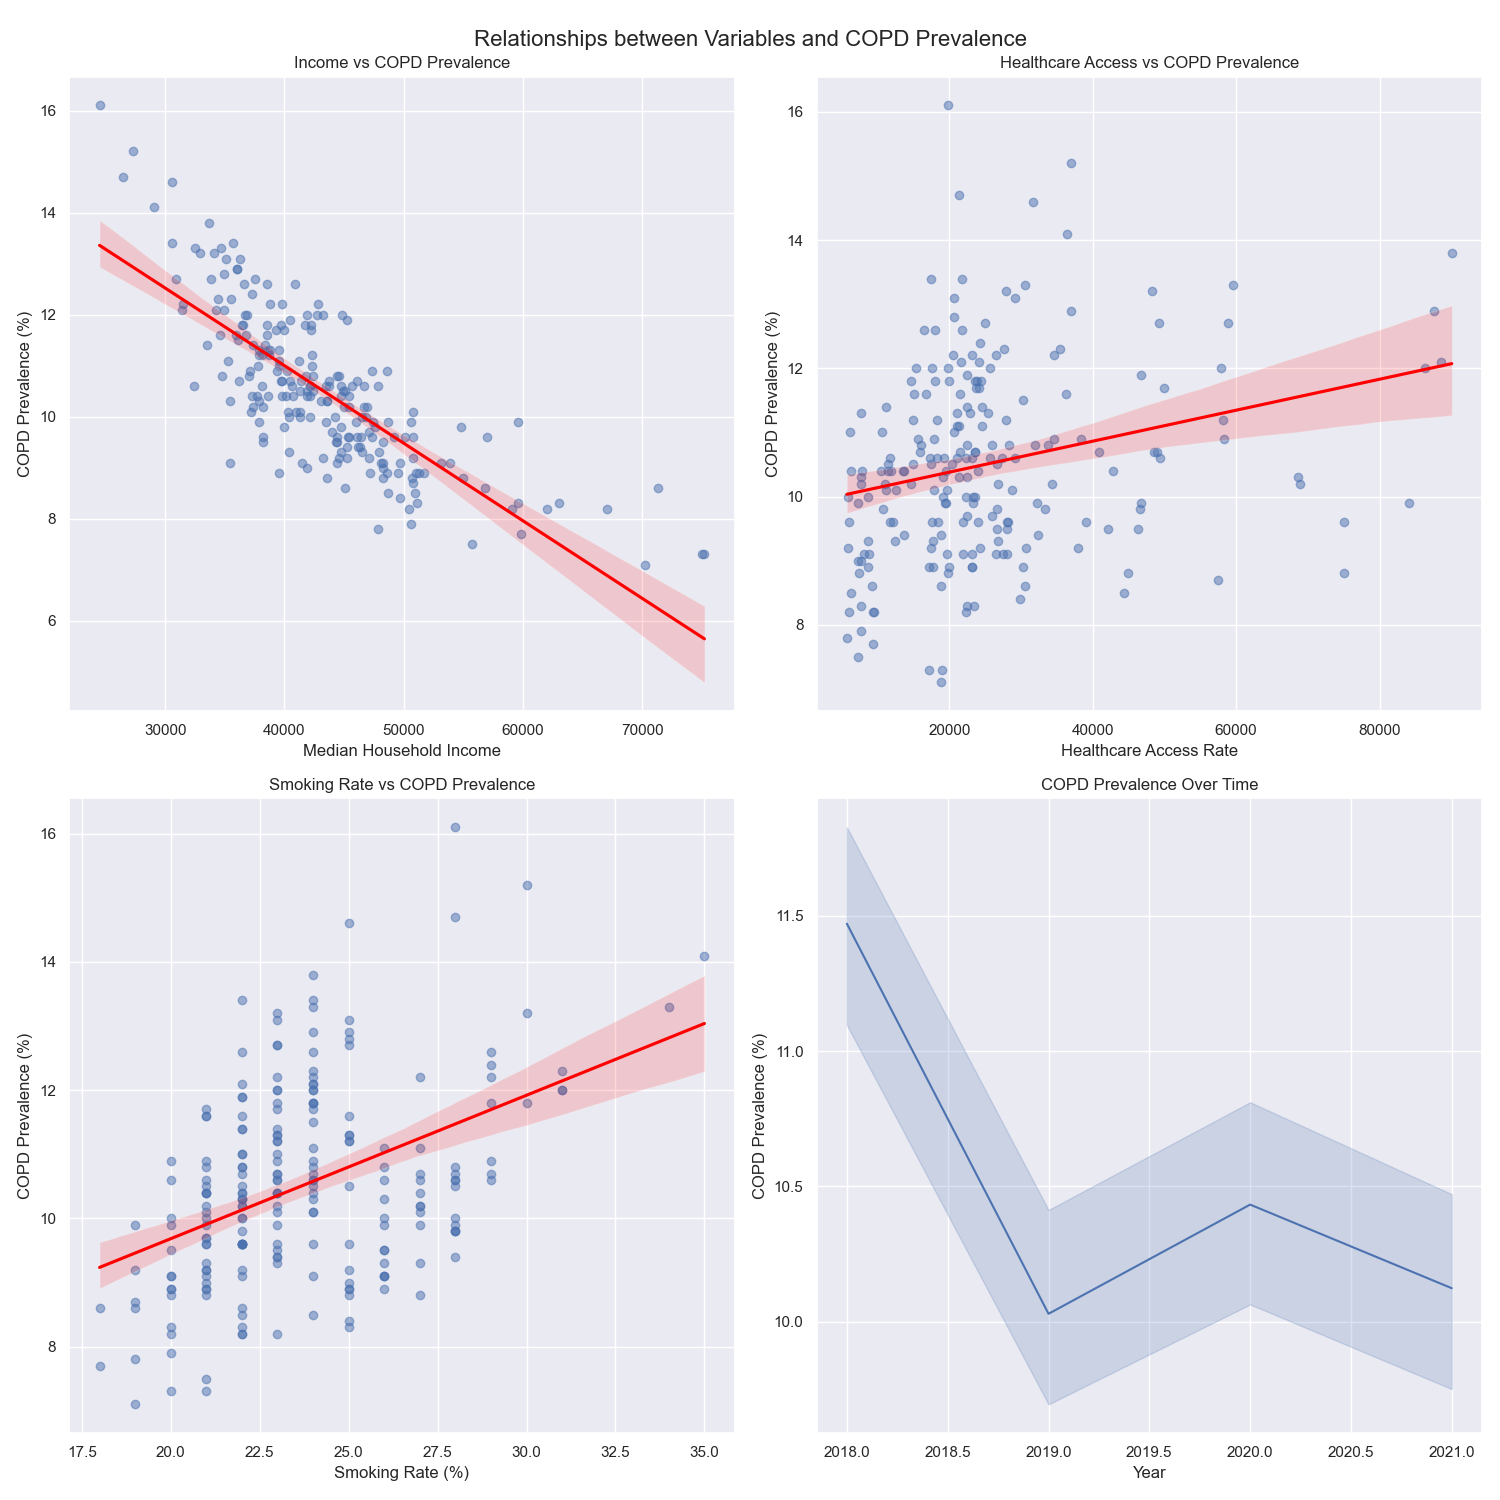 Relationships between Variables and COPD Prevalence
Income vs COPD Prevalence
16
14
12
10
8
6
COPD Prevalence (%)
30000 40000 50000 60000 70000
Median Household Income
Healthcare Access vs COPD Prevalence
16
14
12
10
8
COPD Prevalence (%)
20000 40000 60000 80000
Healthcare Access Rate
Smoking Rate vs COPD Prevalence
16
14
12
10
8
COPD Prevalence (%)
17.5 20.0 22.5 25.0 27.5 30.0 32.5 35.0
Smoking Rate (%)
COPD Prevalence Over Time
11.5
11.0
10.5
10.0
COPD Prevalence (%)
2018.0 2018.5 2019.0 2019.5 2020.0 2020.5 2021.0
Year